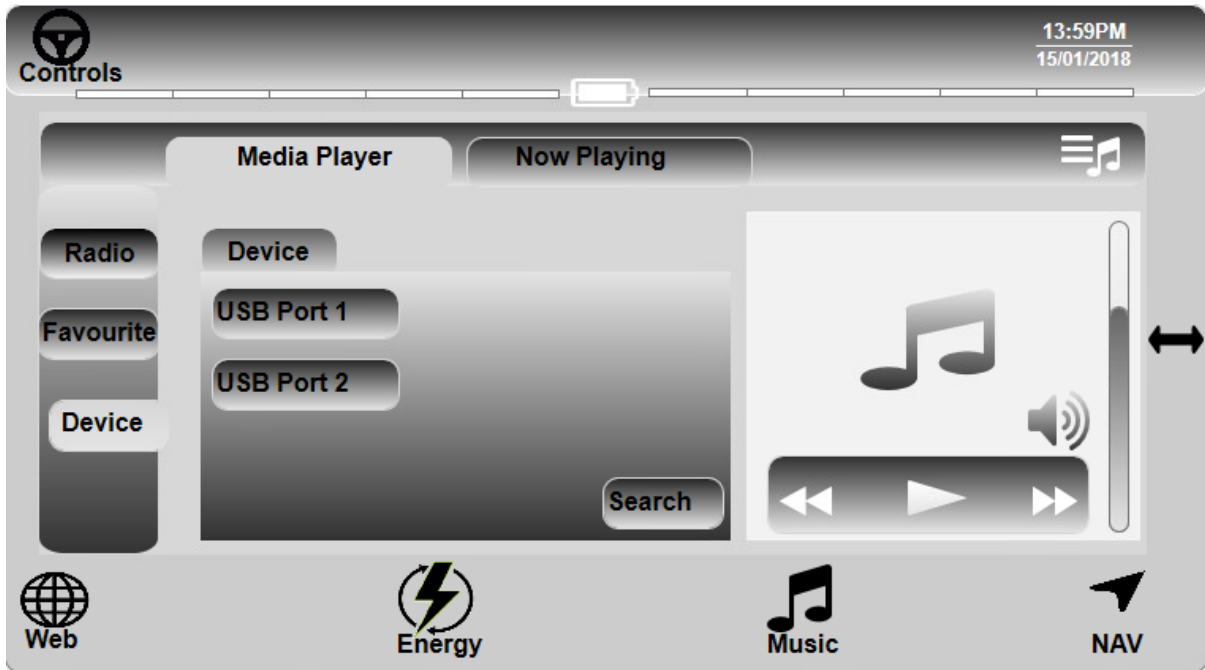 Controls
13:59PM
15/01/2018
Media Player
Now Playing
Radio
Favourite
Device
Device
USB Port 1
USB Port 2
Search
Web
Energy
Music
NAV